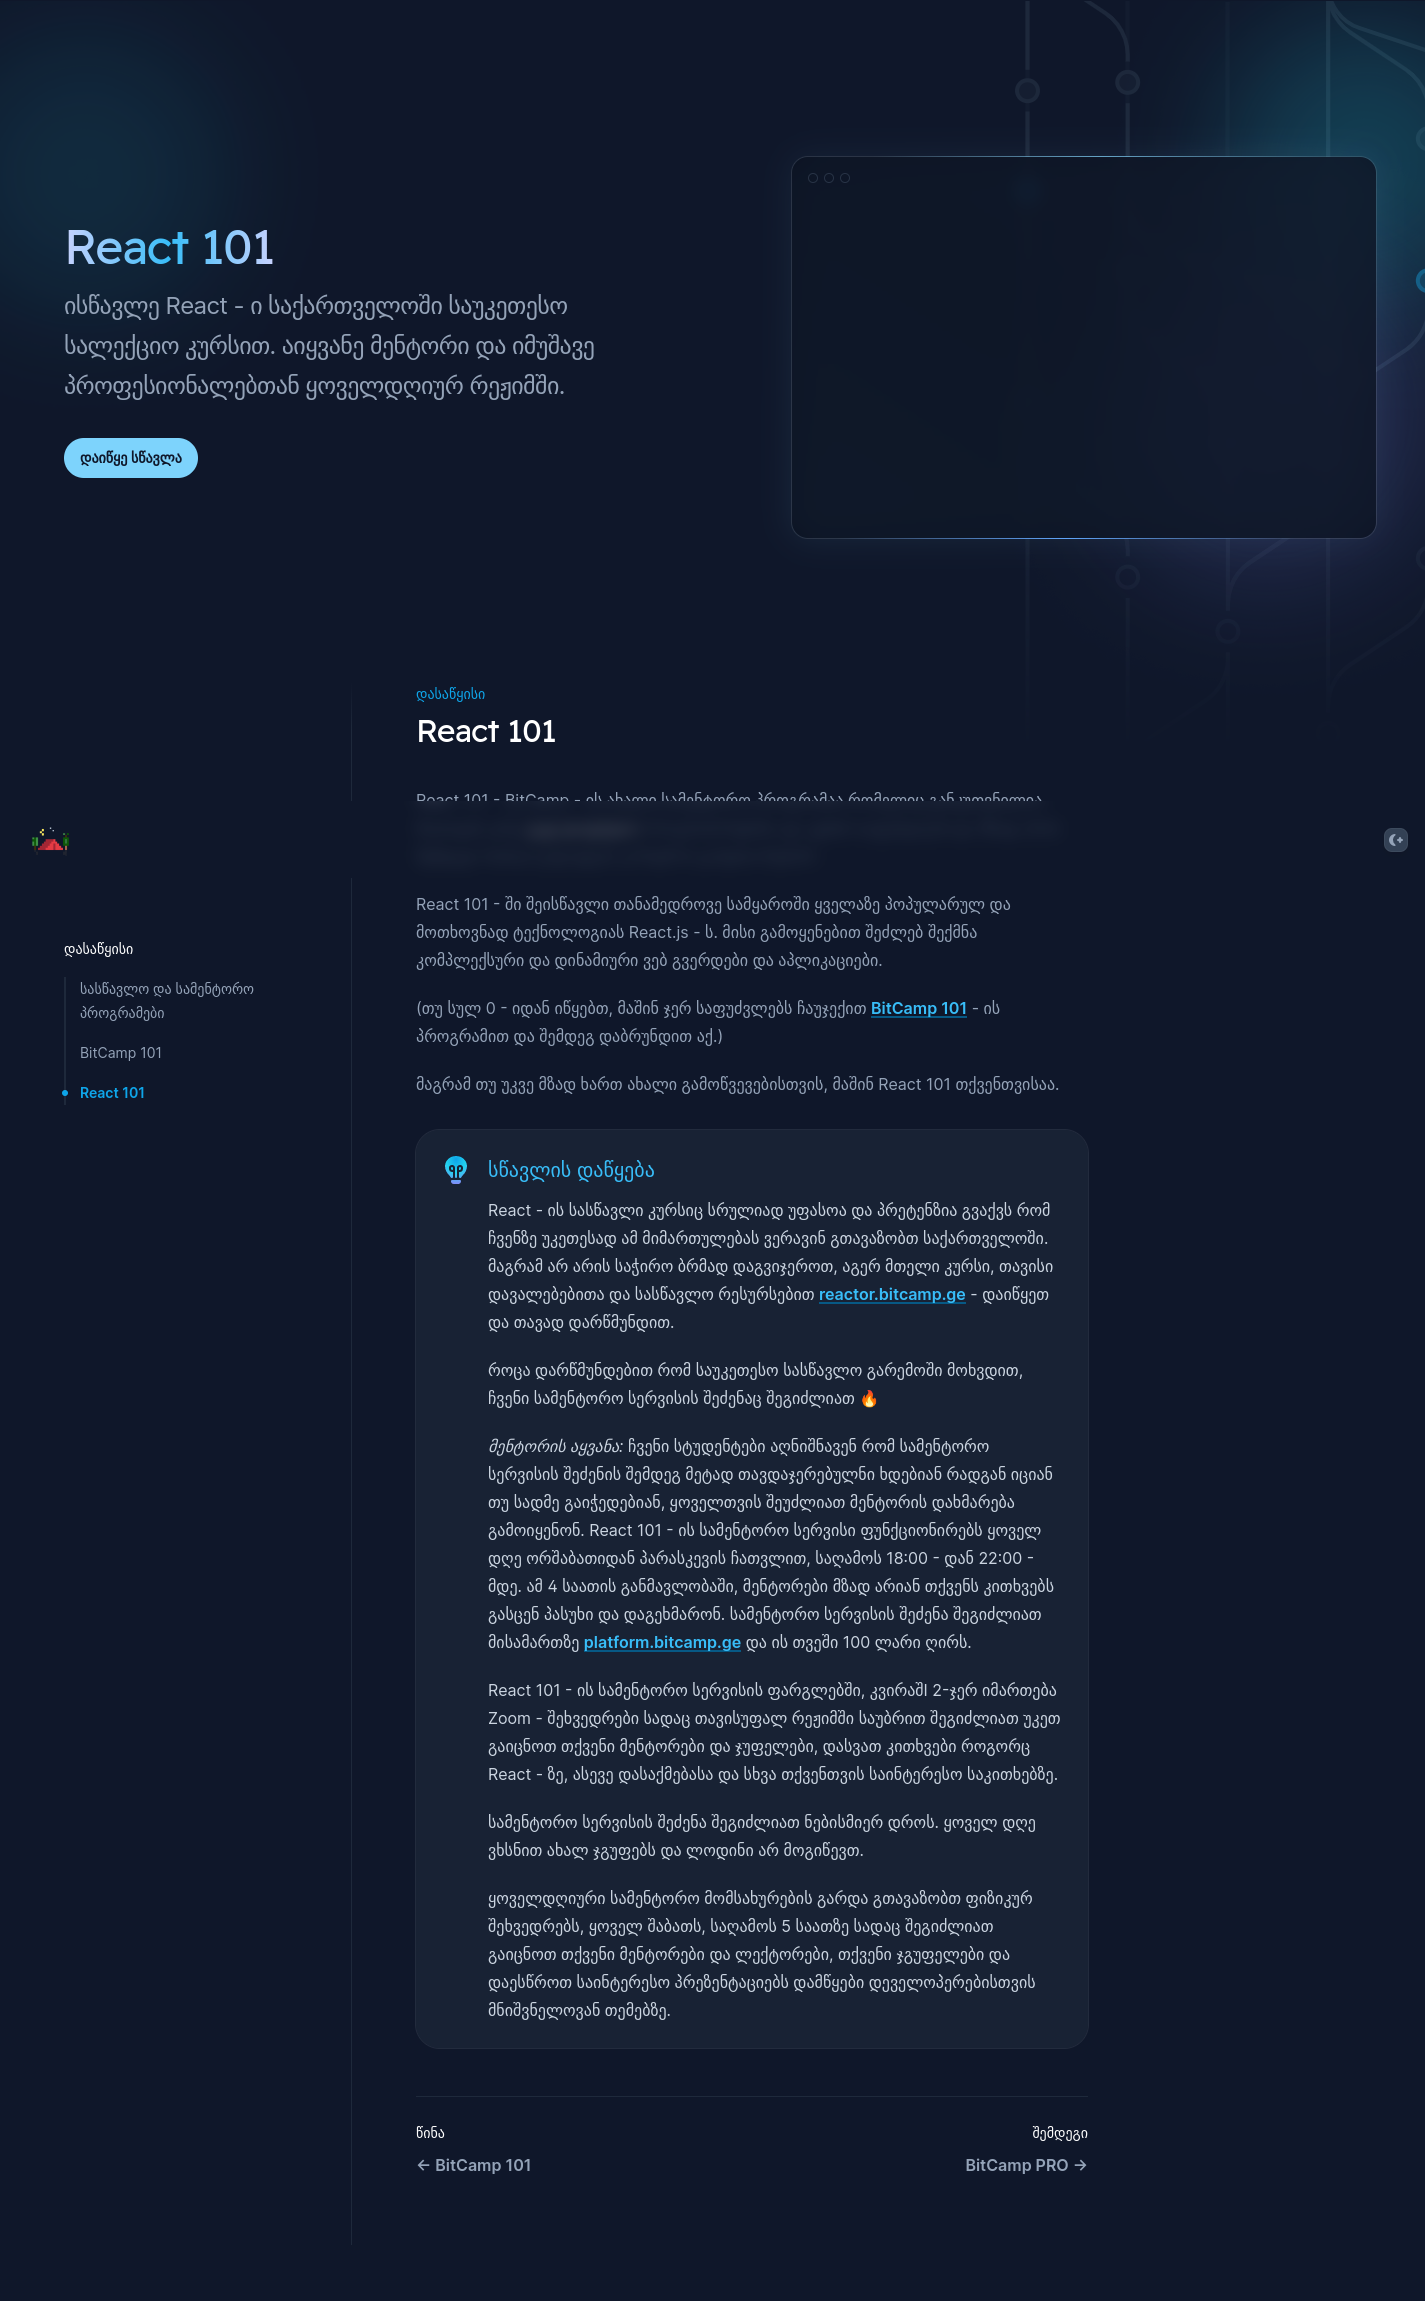 React 101
ისწავლე React - ი საქართველოში საუკეთესო
სალექციო კურსით. აიყვანე მენტორი და იმუშავე
პროფესიონალებთან ყოველდღიურ რეჟიმში.
დაიწყე სწავლა
დასაწყისი
React 101
React 101 - BitCamp - ის ახალი სამენტორო პროგრამაა რომელიც განკუთვნილია
დასაწყისი
სასწავლო და სამენტორო
პროგრამები
BitCamp 101
React 101
React 101 - ში შეისწავლი თანამედროვე სამყაროში ყველაზე პოპულარულ და
მოთხოვნად ტექნოლოგიას React.js - ს. მისი გამოყენებით შეძლებ შექმნა
კომპლექსური და დინამიური ვებ გვერდები და აპლიკაციები.
(თუ სულ 0 - იდან იწყებთ, მაშინ ჯერ საფუძვლებს ჩაუჯექით BitCamp 101 - ის
პროგრამით და შემდეგ დაბრუნდით აქ.)
მაგრამ თუ უკვე მზად ხართ ახალი გამოწვევებისთვის, მაშინ React 101 თქვენთვისაა.
სწავლის დაწყება
React - ის სასწავლი კურსიც სრულიად უფასოა და პრეტენზია გვაქვს რომ
ჩვენზე უკეთესად ამ მიმართულებას ვერავინ გთავაზობთ საქართველოში.
მაგრამ არ არის საჭირო ბრმად დაგვიჯეროთ, აგერ მთელი კურსი, თავისი
დავალებებითა და სასწავლო რესურსებით reactor.bitcamp.ge - დაიწყეთ
და თავად დარწმუნდით.
როცა დარწმუნდებით რომ საუკეთესო სასწავლო გარემოში მოხვდით,
ჩვენი სამენტორო სერვისის შეძენაც შეგიძლიათ 🔥
მენტორის აყვანა: ჩვენი სტუდენტები აღნიშნავენ რომ სამენტორო
სერვისის შეძენის შემდეგ მეტად თავდაჯერებულნი ხდებიან რადგან იციან
თუ სადმე გაიჭედებიან, ყოველთვის შეუძლიათ მენტორის დახმარება
გამოიყენონ. React 101 - ის სამენტორო სერვისი ფუნქციონირებს ყოველ
დღე ორშაბათიდან პარასკევის ჩათვლით, საღამოს 18:00 - დან 22:00 -
მდე. ამ 4 საათის განმავლობაში, მენტორები მზად არიან თქვენს კითხვებს
გასცენ პასუხი და დაგეხმარონ. სამენტორო სერვისის შეძენა შეგიძლიათ
მისამართზე platform.bitcamp.ge და ის თვეში 100 ლარი ღირს.
React 101 - ის სამენტორო სერვისის ფარგლებში, კვირაშI 2-ჯერ იმართება
Zoom - შეხვედრები სადაც თავისუფალ რეჟიმში საუბრით შეგიძლიათ უკეთ
გაიცნოთ თქვენი მენტორები და ჯუფელები, დასვათ კითხვები როგორც
React - ზე, ასევე დასაქმებასა და სხვა თქვენთვის საინტერესო საკითხებზე.
სამენტორო სერვისის შეძენა შეგიძლიათ ნებისმიერ დროს. ყოველ დღე
ვხსნით ახალ ჯგუფებს და ლოდინი არ მოგიწევთ.
ყოველდღიური სამენტორო მომსახურების გარდა გთავაზობთ ფიზიკურ
შეხვედრებს, ყოველ შაბათს, საღამოს 5 საათზე სადაც შეგიძლიათ
გაიცნოთ თქვენი მენტორები და ლექტორები, თქვენი ჯგუფელები და
დაესწროთ საინტერესო პრეზენტაციებს დამწყები დეველოპერებისთვის
მნიშვნელოვან თემებზე.
წინა
← BitCamp 101
შემდეგი
BitCamp PRO →